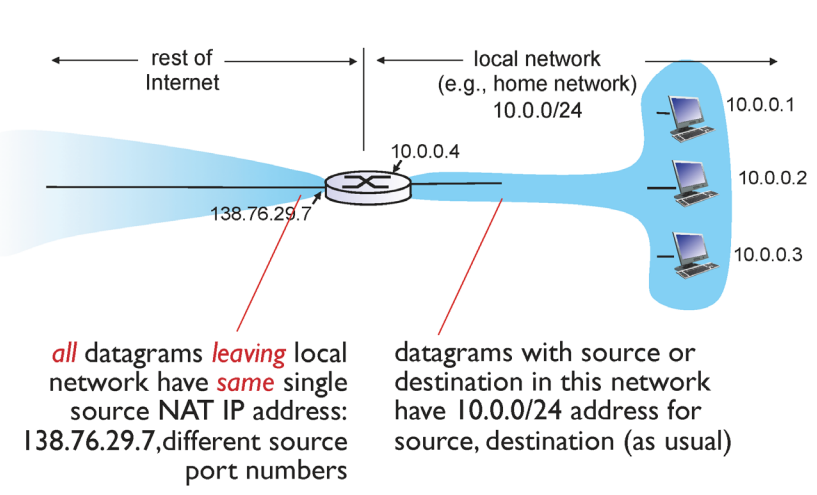 rest of
Internet
local network
(e.g., home network)
10.0.0/24
10.0.0.1
10.0.0.4
10.0.0.2
138.76.29.7
10.0.0.3
all datagrams leaving local
network have same single
source NAT IP address:
138.76.29.7,different source
port numbers
datagrams with source or
destination in this network
have 10.0.0/24 address for
source, destination (as usual)